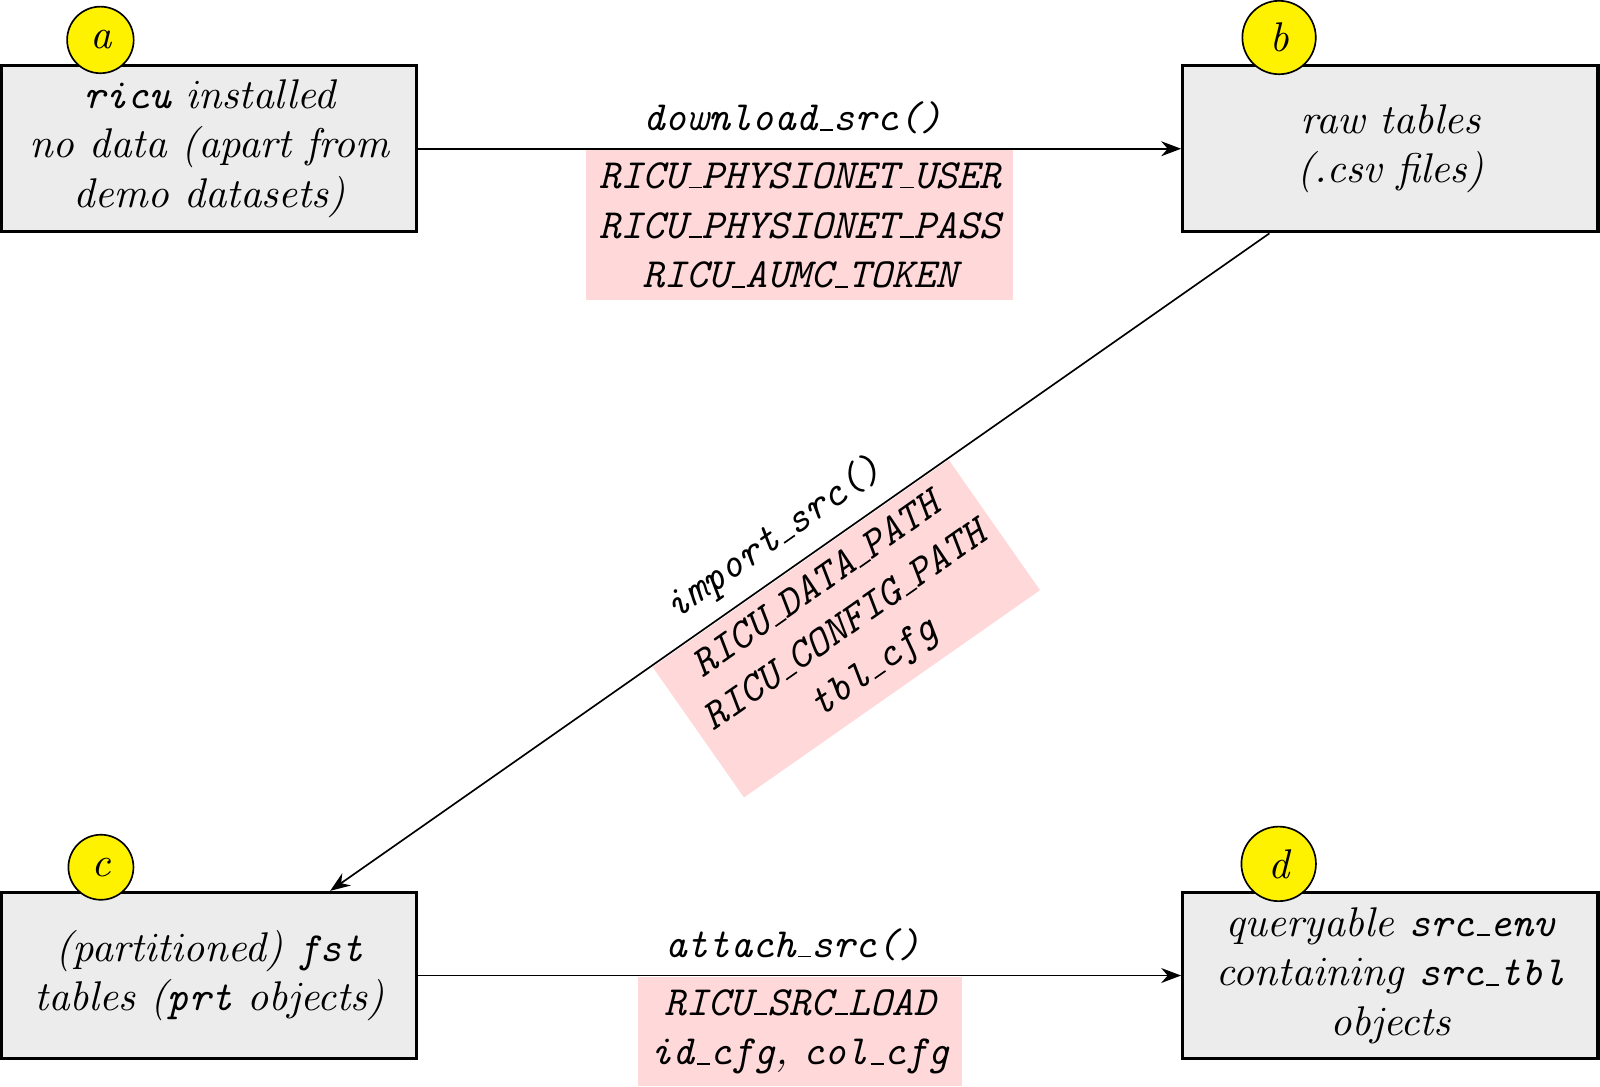 a
ricu installed
no data (apart from
demo datasets)
download_src()
RICU_PHYSIONET_USER
RICU_PHYSIONET_PASS
RICU_AUMC_TOKEN
b
raw tables
(.csv files)
import_src()
RICU_DATA_PATH
RICU_CONFIG_PATH
tbl_cfg
c
(partitioned) fst
tables (prt objects)
attach_src()
RICU_SRC_LOAD
id_cfg, col_cfg
d
queryable src_env
containing src_tbl
objects